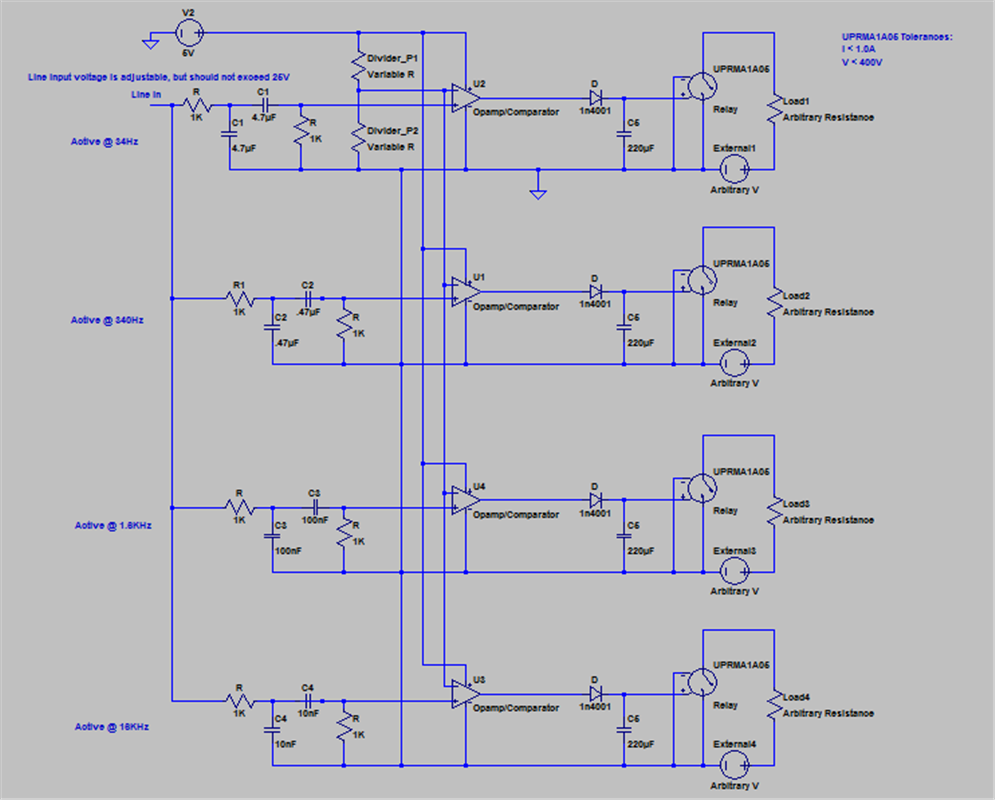 V2
5V
UPRMA1A05 Tolerances:
I < 1.0A
V < 400V
Line input voltage is adjustable, but should not exceed 25V
Line In
Active @ 34Hz
R
1K
C1
4.7µF
C1
4.7µF
R
1K
Divider_P1
Variable R
Divider_P2
Variable R
U2
Opamp/Comparator
D
1n4001
C5
220µF
UPRMA1A05
Relay
Load1
Arbitrary Resistance
External1
Arbitrary V
Active @ 340Hz
R1
1K
C2
.47µF
C2
.47µF
R
1K
U1
Opamp/Comparator
D
1n4001
C5
220µF
UPRMA1A05
Relay
Load2
Arbitrary Resistance
External2
Arbitrary V
Active @ 1.6KHz
R
1K
C3
100nF
C3
100nF
R
1K
U4
Opamp/Comparator
D
1n4001
C5
220µF
UPRMA1A05
Relay
Load3
Arbitrary Resistance
External3
Arbitrary V
Active @ 16KHz
R
1K
C4
10nF
C4
10nF
R
1K
U3
Opamp/Comparator
D
1n4001
C5
220µF
UPRMA1A05
Relay
Load4
Arbitrary Resistance
External4
Arbitrary V